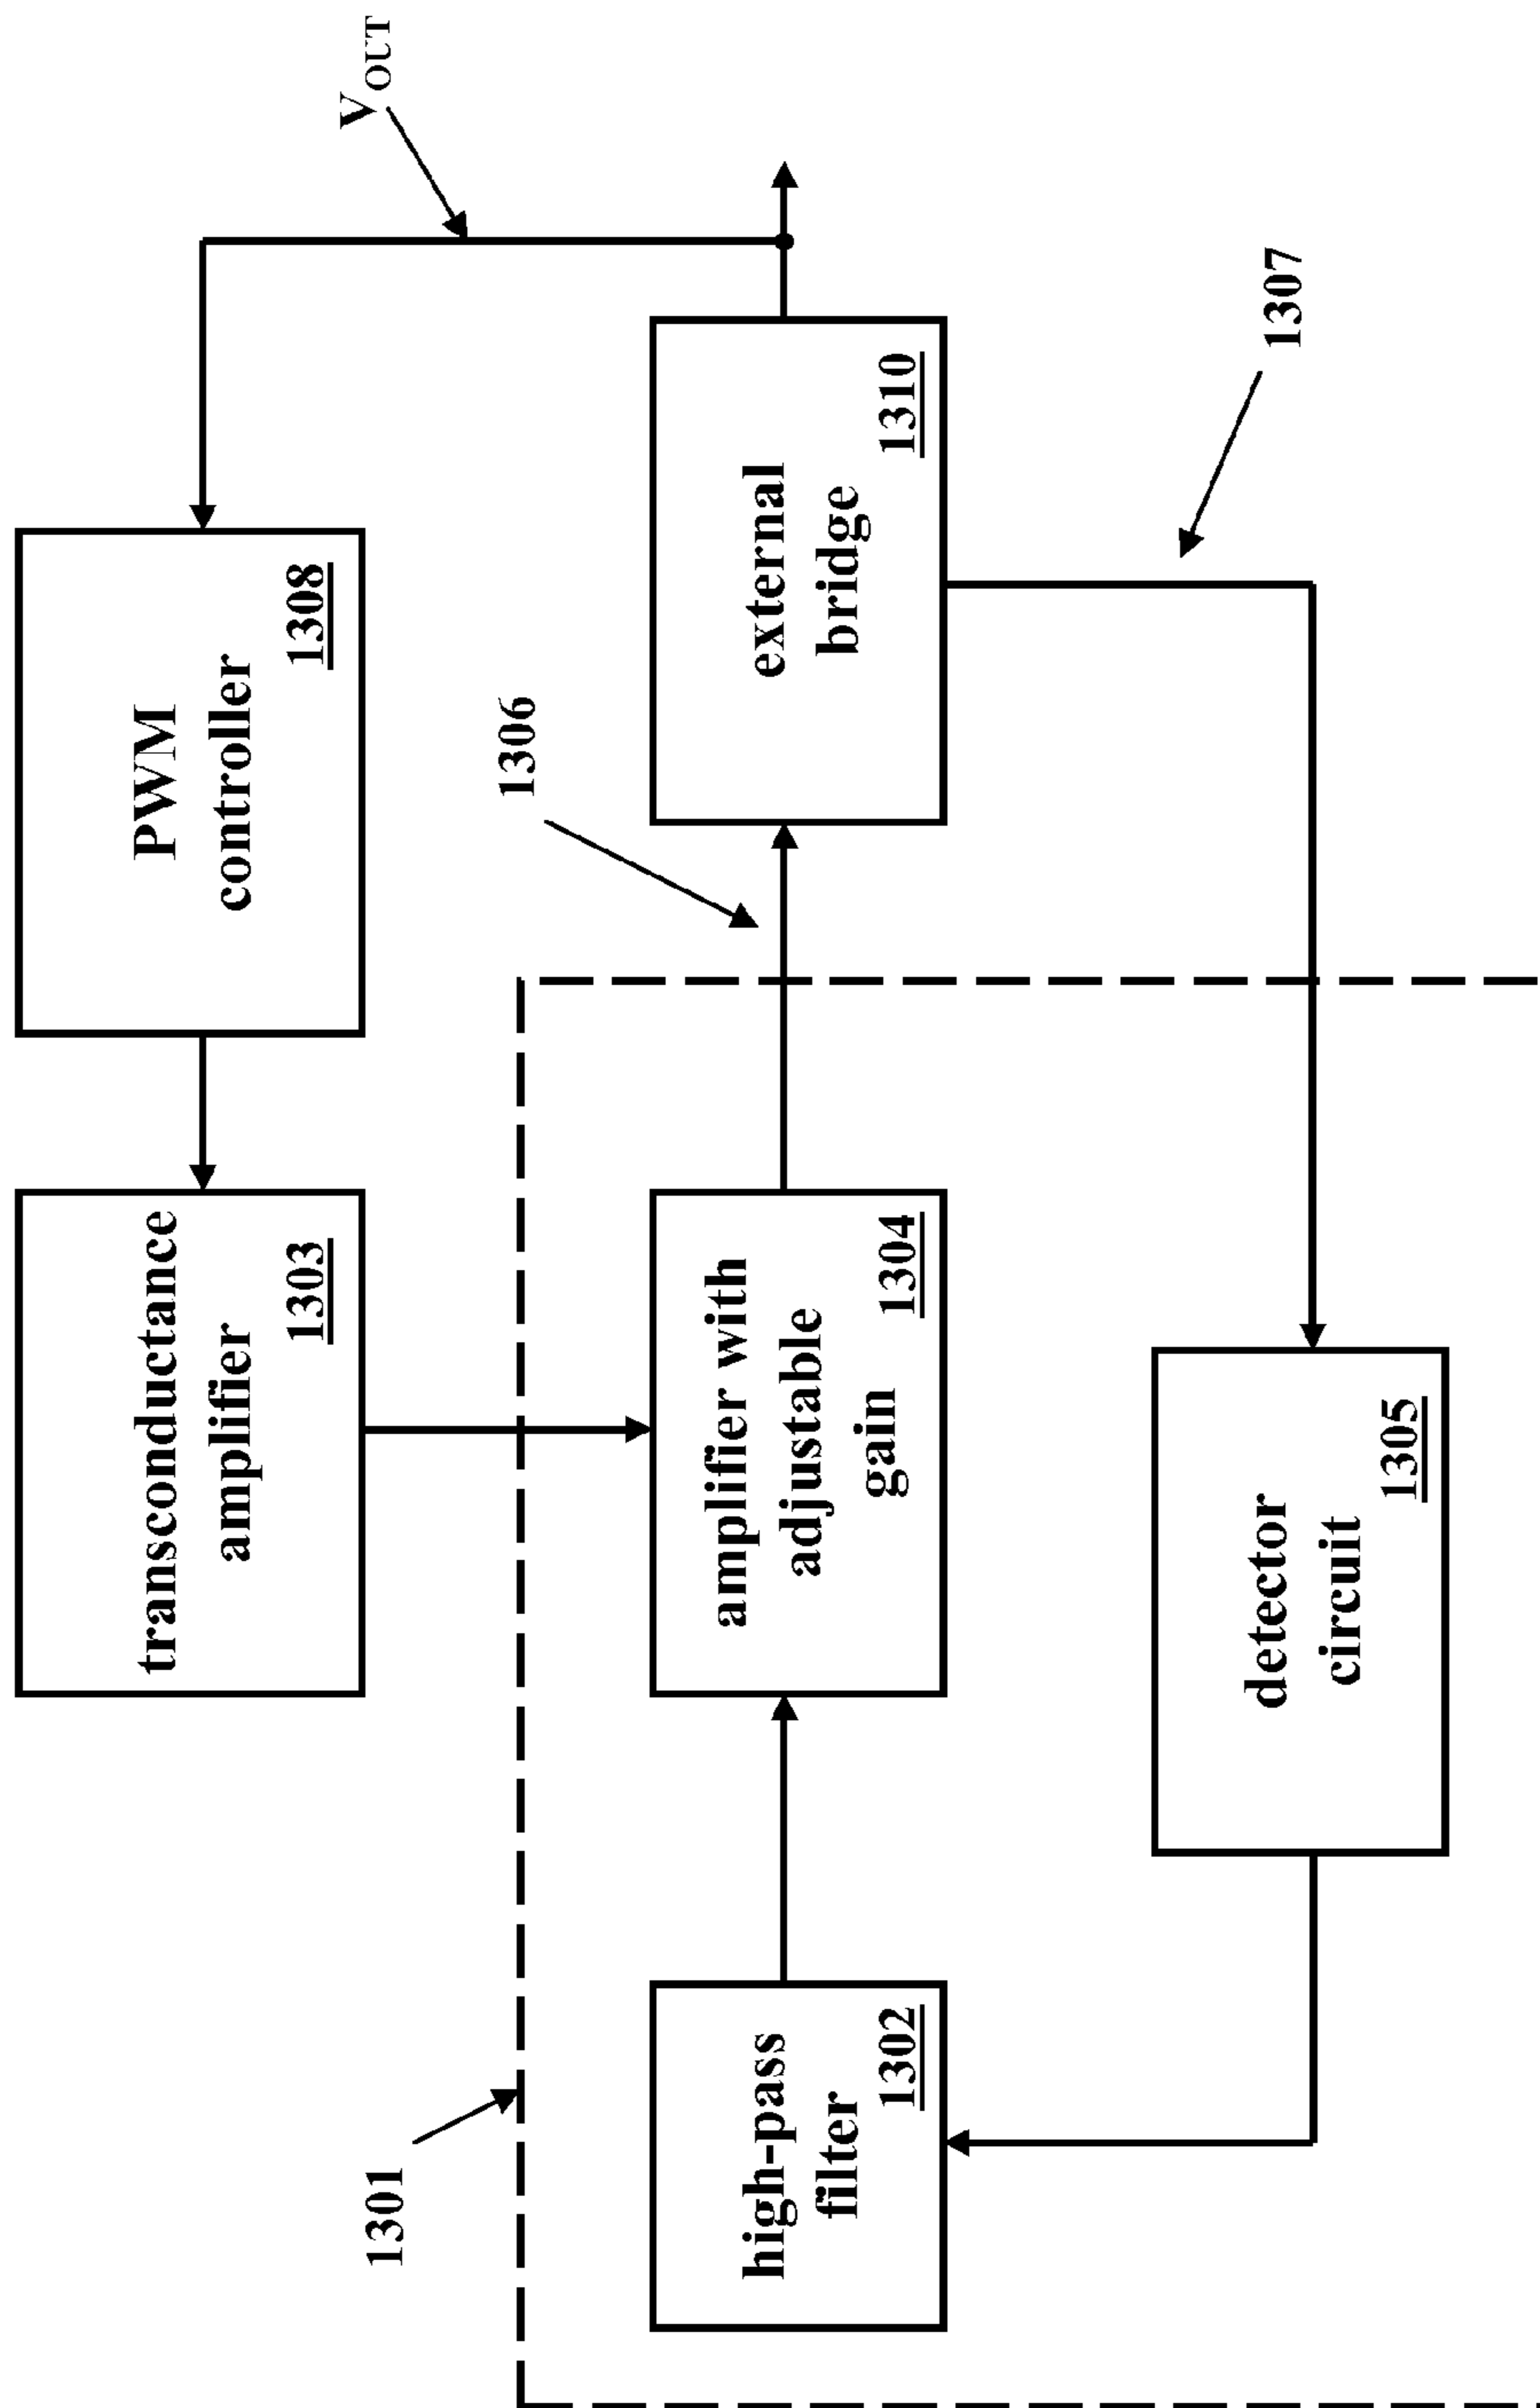 transconductance
amplifier
1303
PWM
controller
1308
V OUT
1301
1306
high-pass
filter
1302
amplifier with
adjustable
gain
1304
external
bridge
1310
1307
detector
circuit
1305